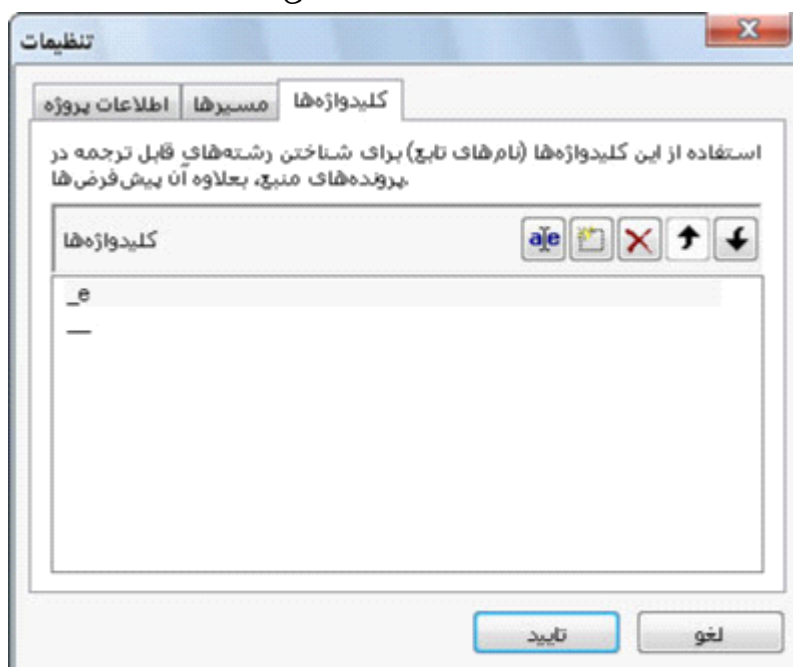 تنظیمات
اطلاعات پروژه مسیرها کلیدواژه‌ها
استفاده از این کلیدواژه‌ها (نام‌های تابع) برای شناختن رشته‌های قابل ترجمه در
پرونده‌های منبع، بعلاوه آن پیش‌فرض‌ها.
کلیدواژه‌ها
_e
__
تایید لغو